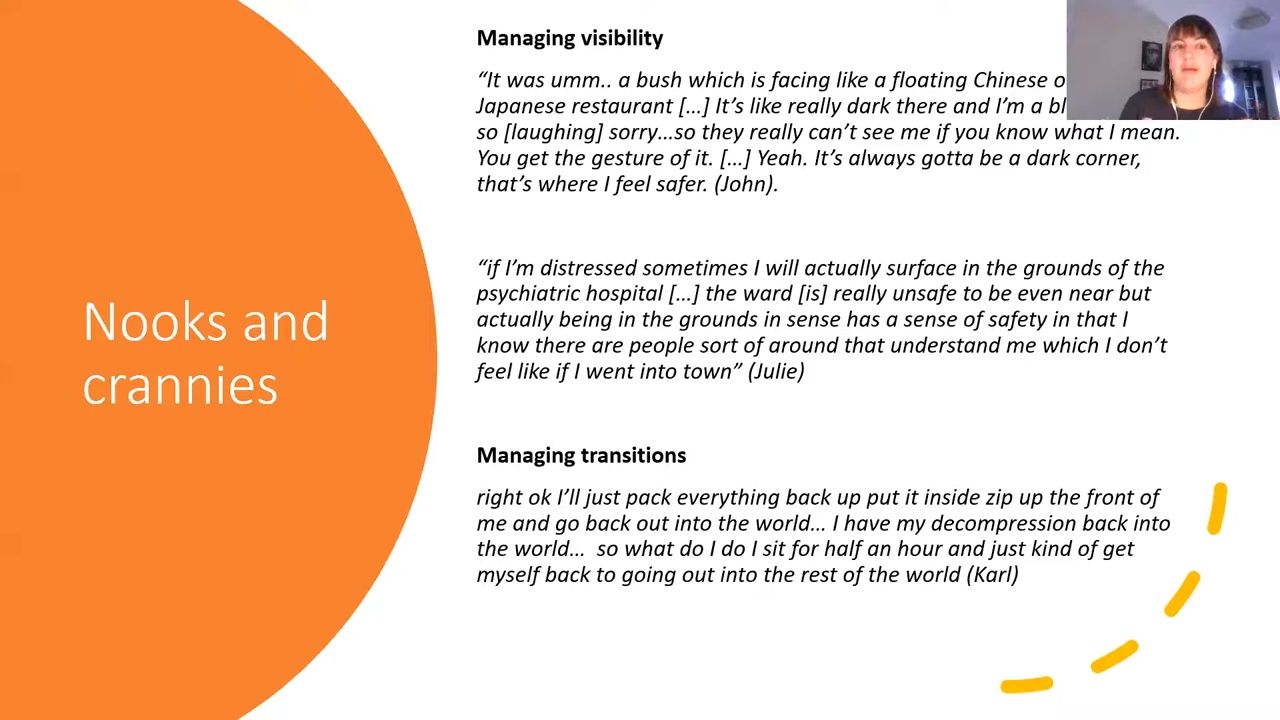 Nooks and
crannies
Managing visibility
“It was umm.. a bush which is facing like a floating Chinese
Japanese restaurant […] It’s like really dark there and I’m a
so [laughing] sorry…so they really can’t see me if you know what I mean.
You get the gesture of it. […] Yeah. It’s always gotta be a dark corner,
that’s where I feel safer. (John).
“if I’m distressed sometimes I will actually surface in the grounds of the
psychiatric hospital […] the ward [is] really unsafe to be even near but
actually being in the grounds in sense has a sense of safety in that I
know there are people sort of around that understand me which I don’t
feel like if I went into town” (Julie)
Managing transitions
right ok I’ll just pack everything back up put it inside zip up the front of
me and go back out into the world… I have my decompression back into
the world… so what do I do I sit for half an hour and just kind of get
myself back to going out into the rest of the world (Karl)